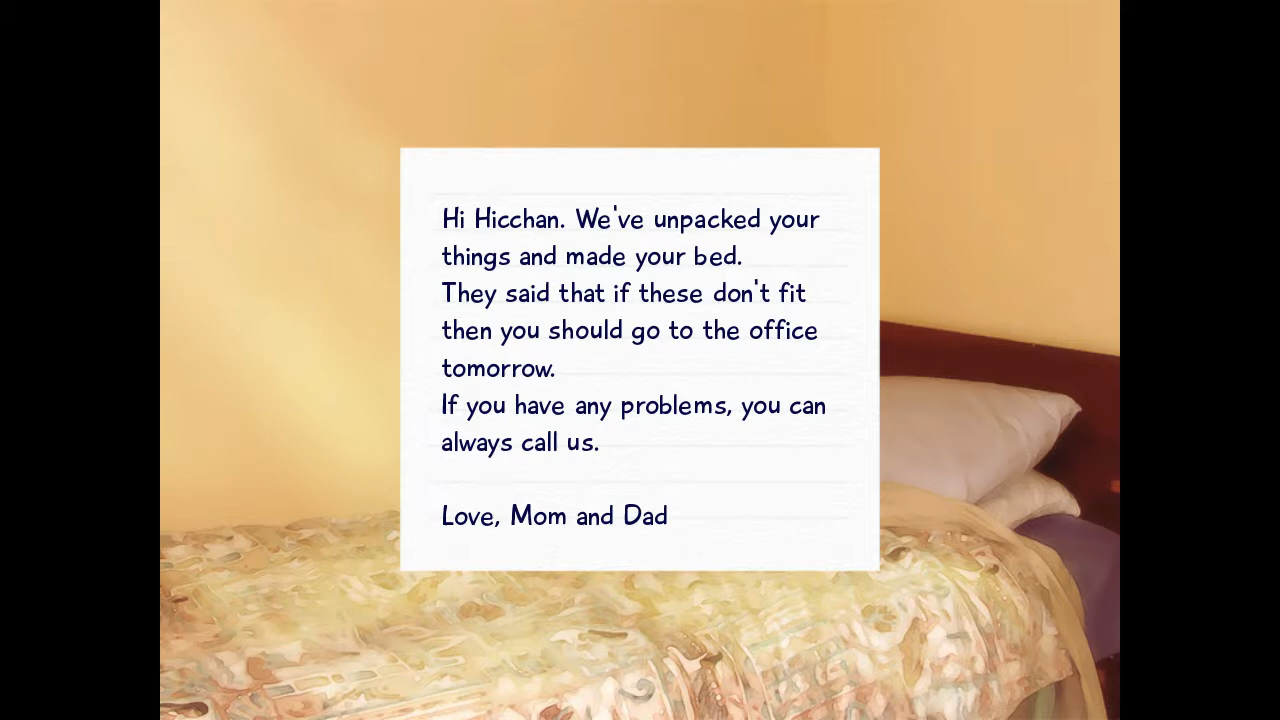 Hi Hicchan. We've unpacked your
things and made your bed.
They said that if these don't fit
then you should go to the office
tomorrow.
If you have any problems, you can
always call us.
Love, Mom and Dad